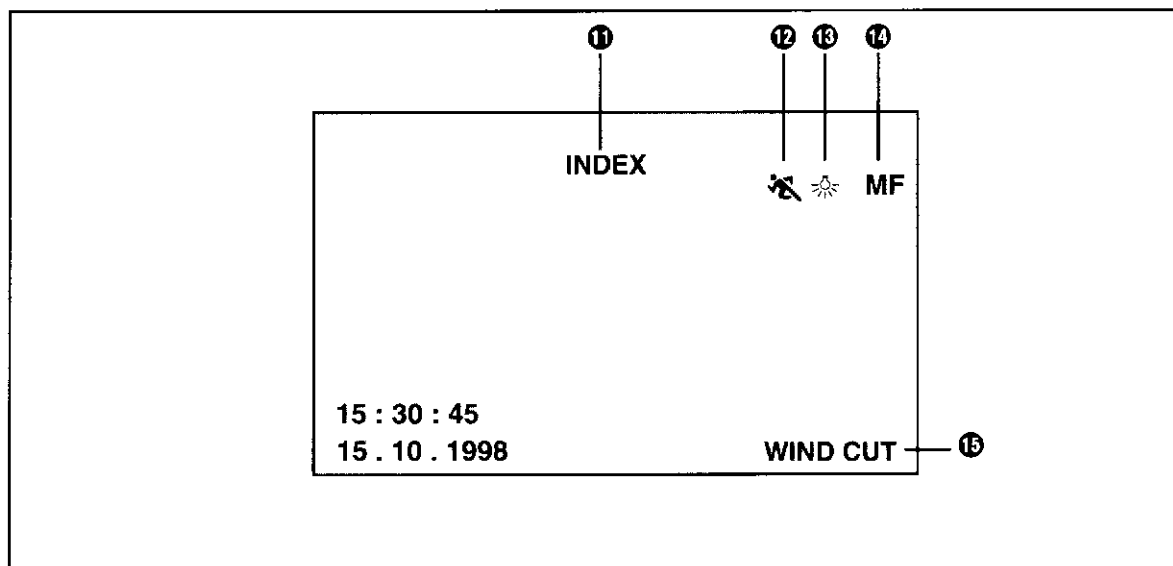 ⓫ ⓬ ⓭ ⓮
INDEX
MF
15 : 30 : 45
15 . 10 . 1998
WIND CUT ⓯